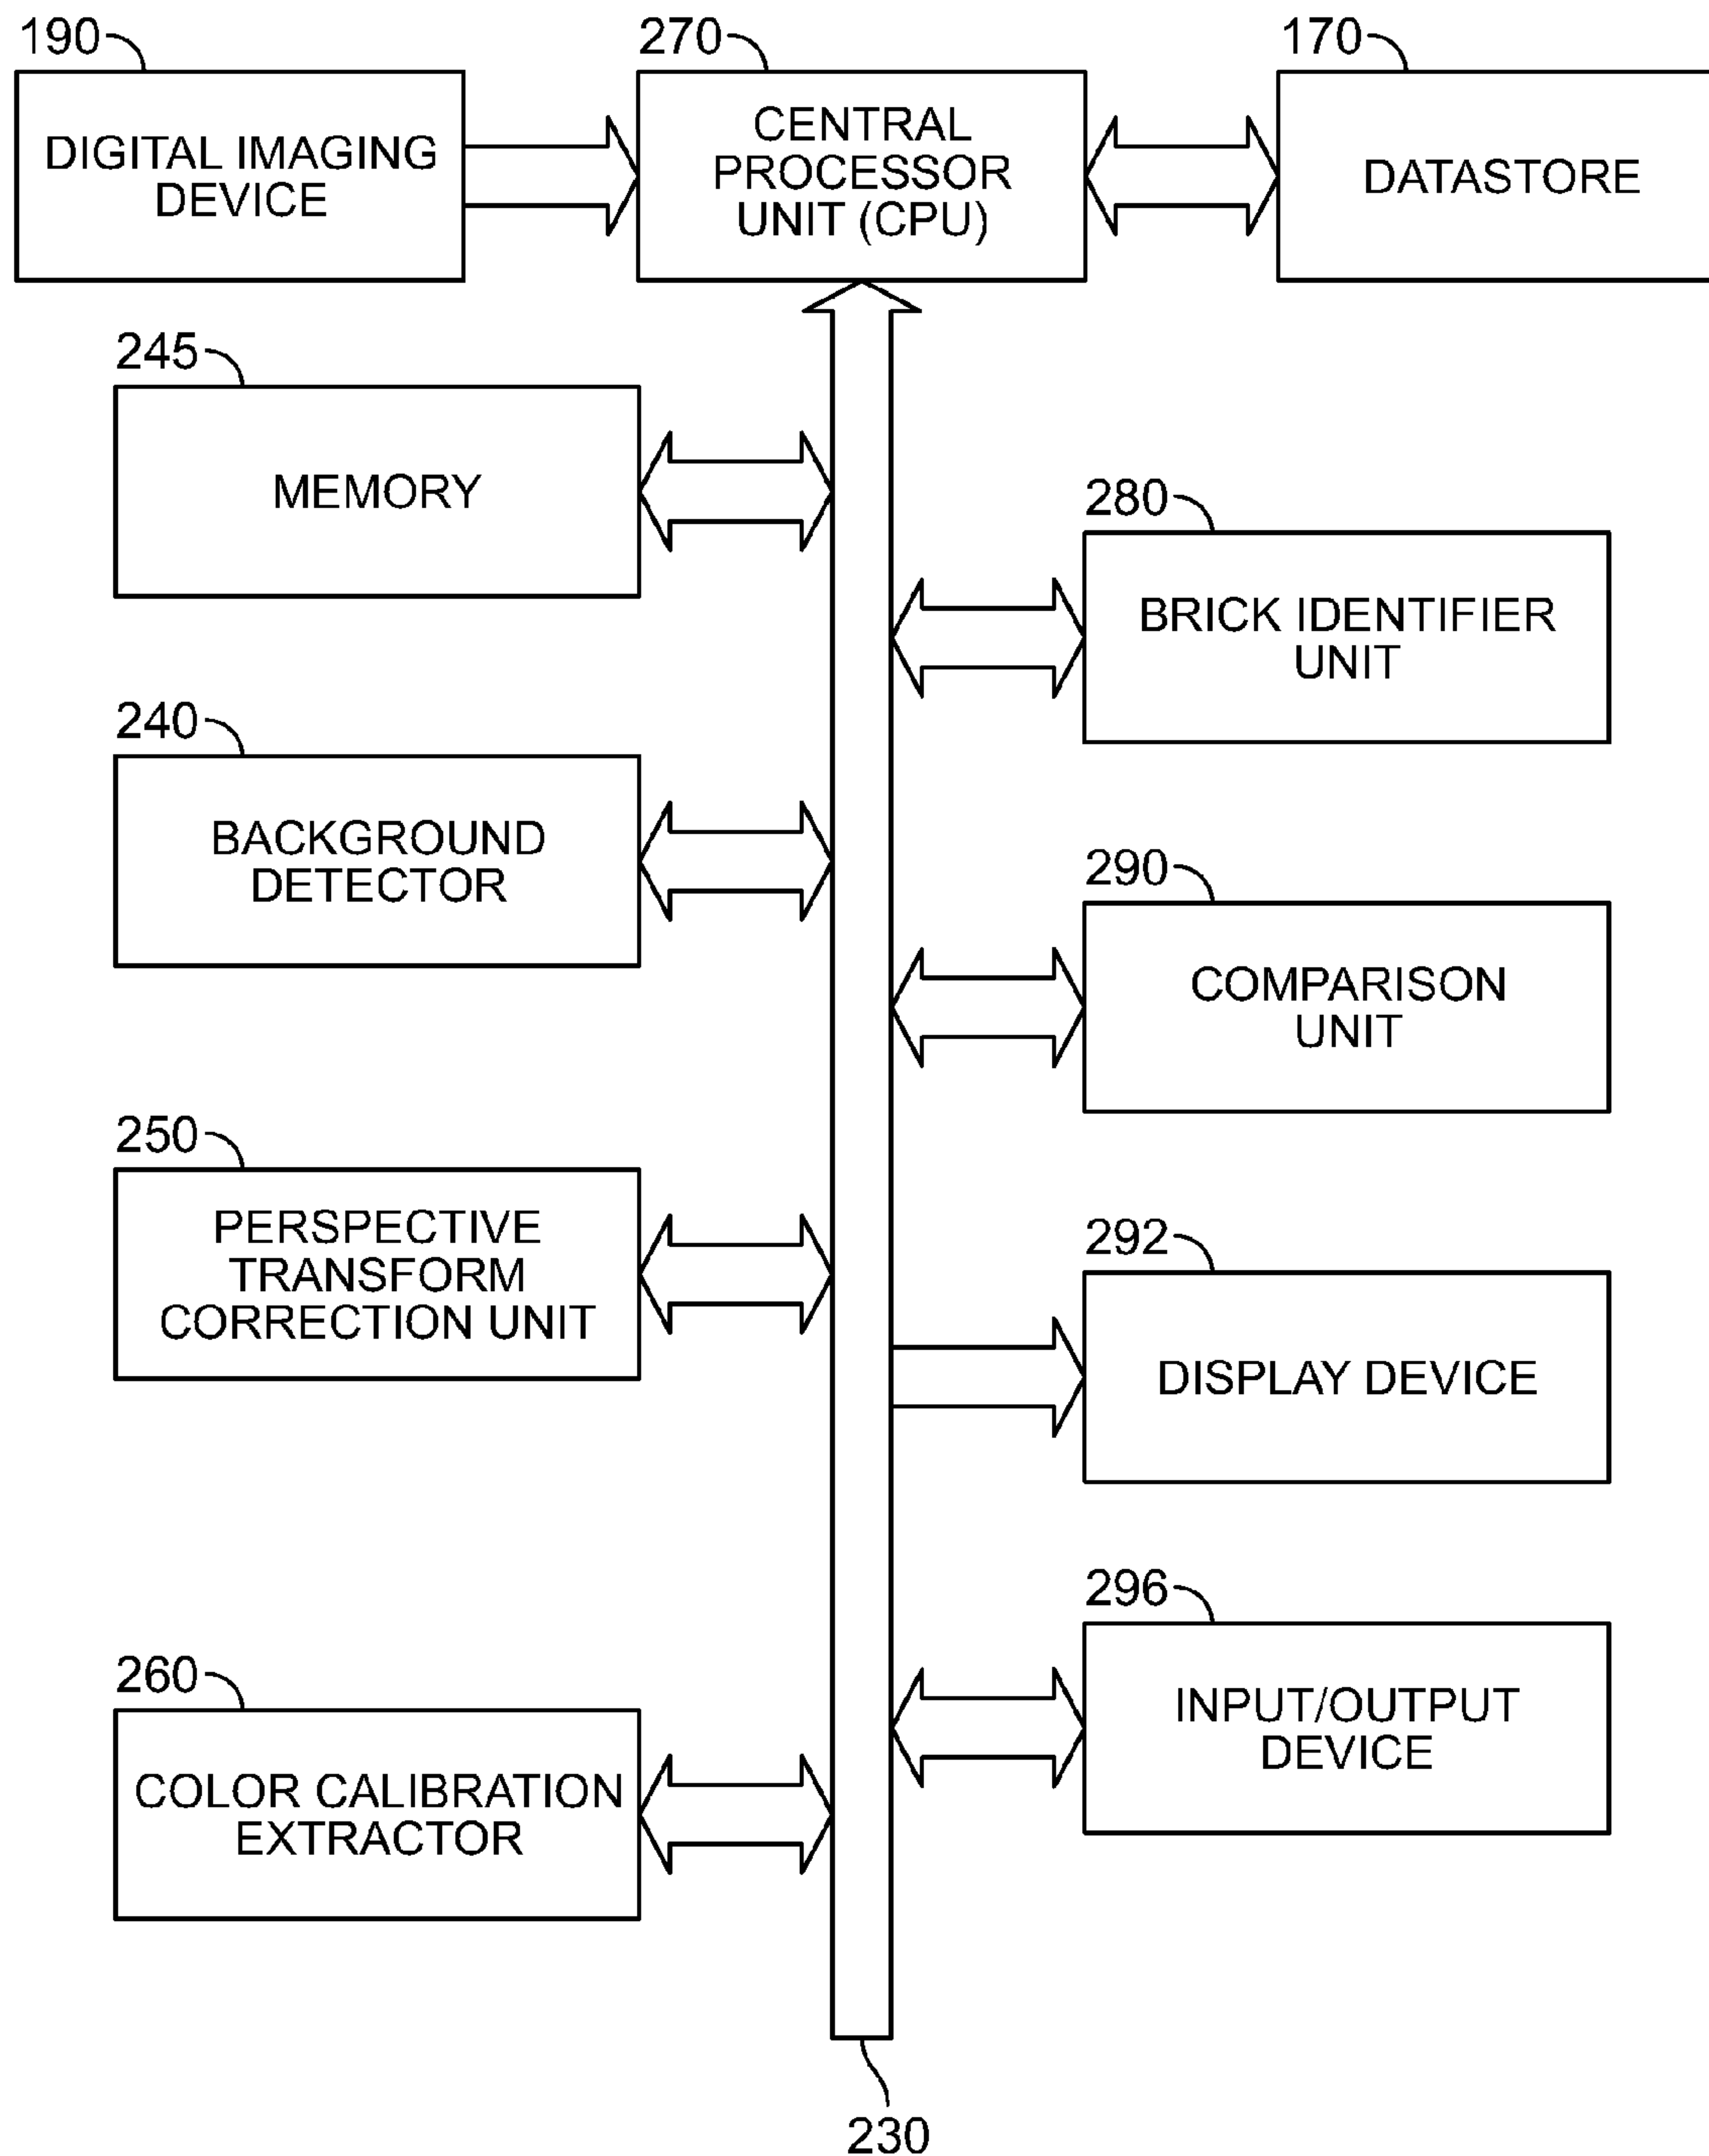 190
DIGITAL IMAGING
DEVICE
270
CENTRAL
PROCESSOR
UNIT (CPU)
170
DATASTORE
245
MEMORY
280
BRICK IDENTIFIER
UNIT
240
BACKGROUND
DETECTOR
290
COMPARISON
UNIT
250
PERSPECTIVE
TRANSFORM
CORRECTION UNIT
292
DISPLAY DEVICE
296
INPUT/OUTPUT
DEVICE
260
COLOR CALIBRATION
EXTRACTOR
230